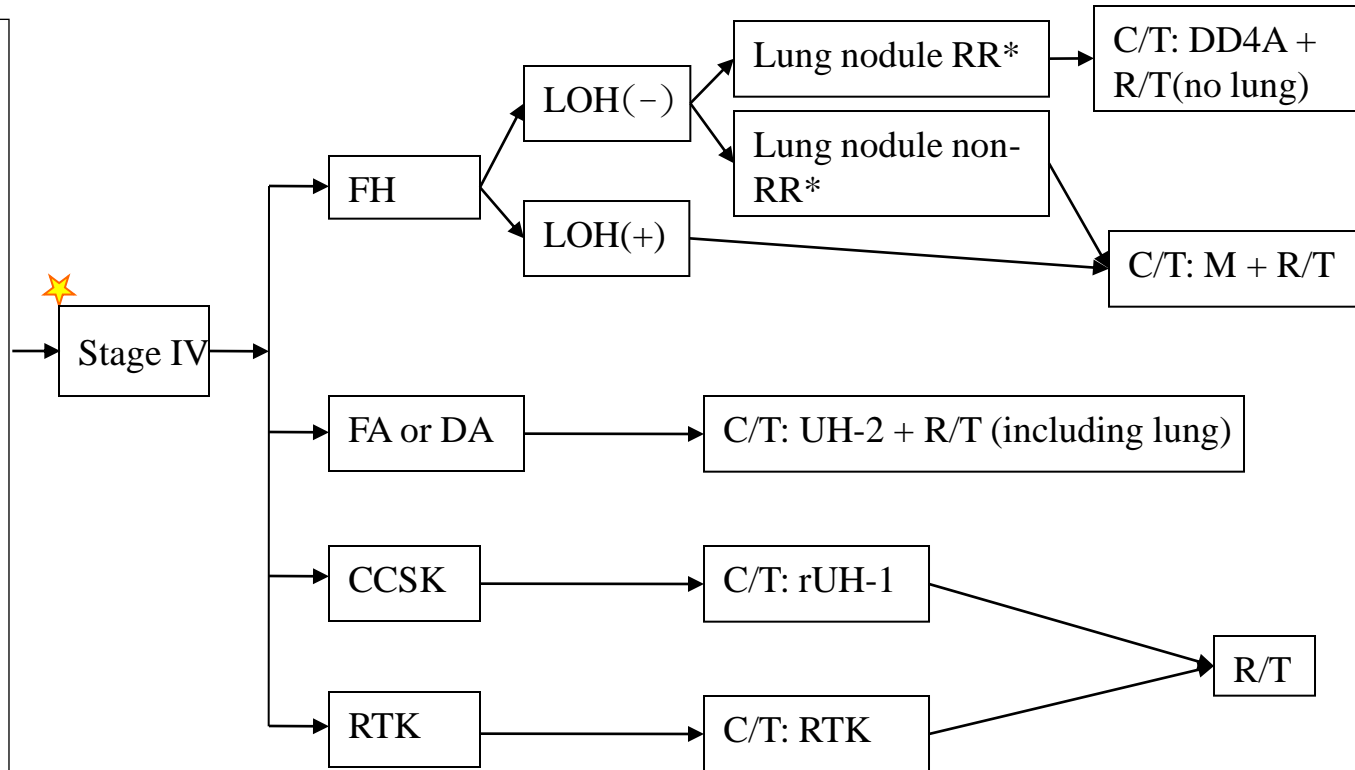 Lung nodule RR*
C/T: DD4A +
R/T(no lung)
LOH(-)
Lung nodule non-
RR*
FH
LOH(+)
C/T: M + R/T
Stage IV
FA or DA
C/T: UH-2 + R/T (including lung)
CCSK
C/T: rUH-1
R/T
RTK
C/T: RTK